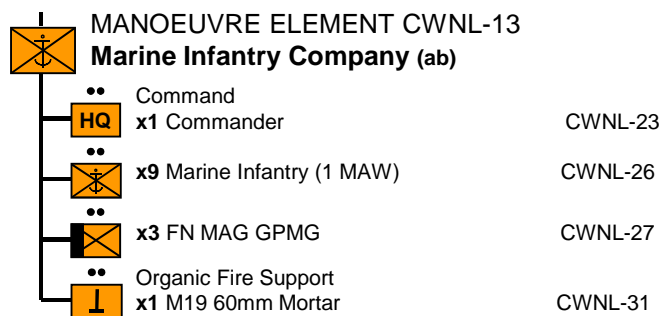 MANOEUVRE ELEMENT CWNL-13
Marine Infantry Company (ab)
Command
HQ x1 Commander CWNL-23
x9 Marine Infantry (1 MAW) CWNL-26
x3 FN MAG GPMG CWNL-27
Organic Fire Support
x1 M19 60mm Mortar CWNL-31